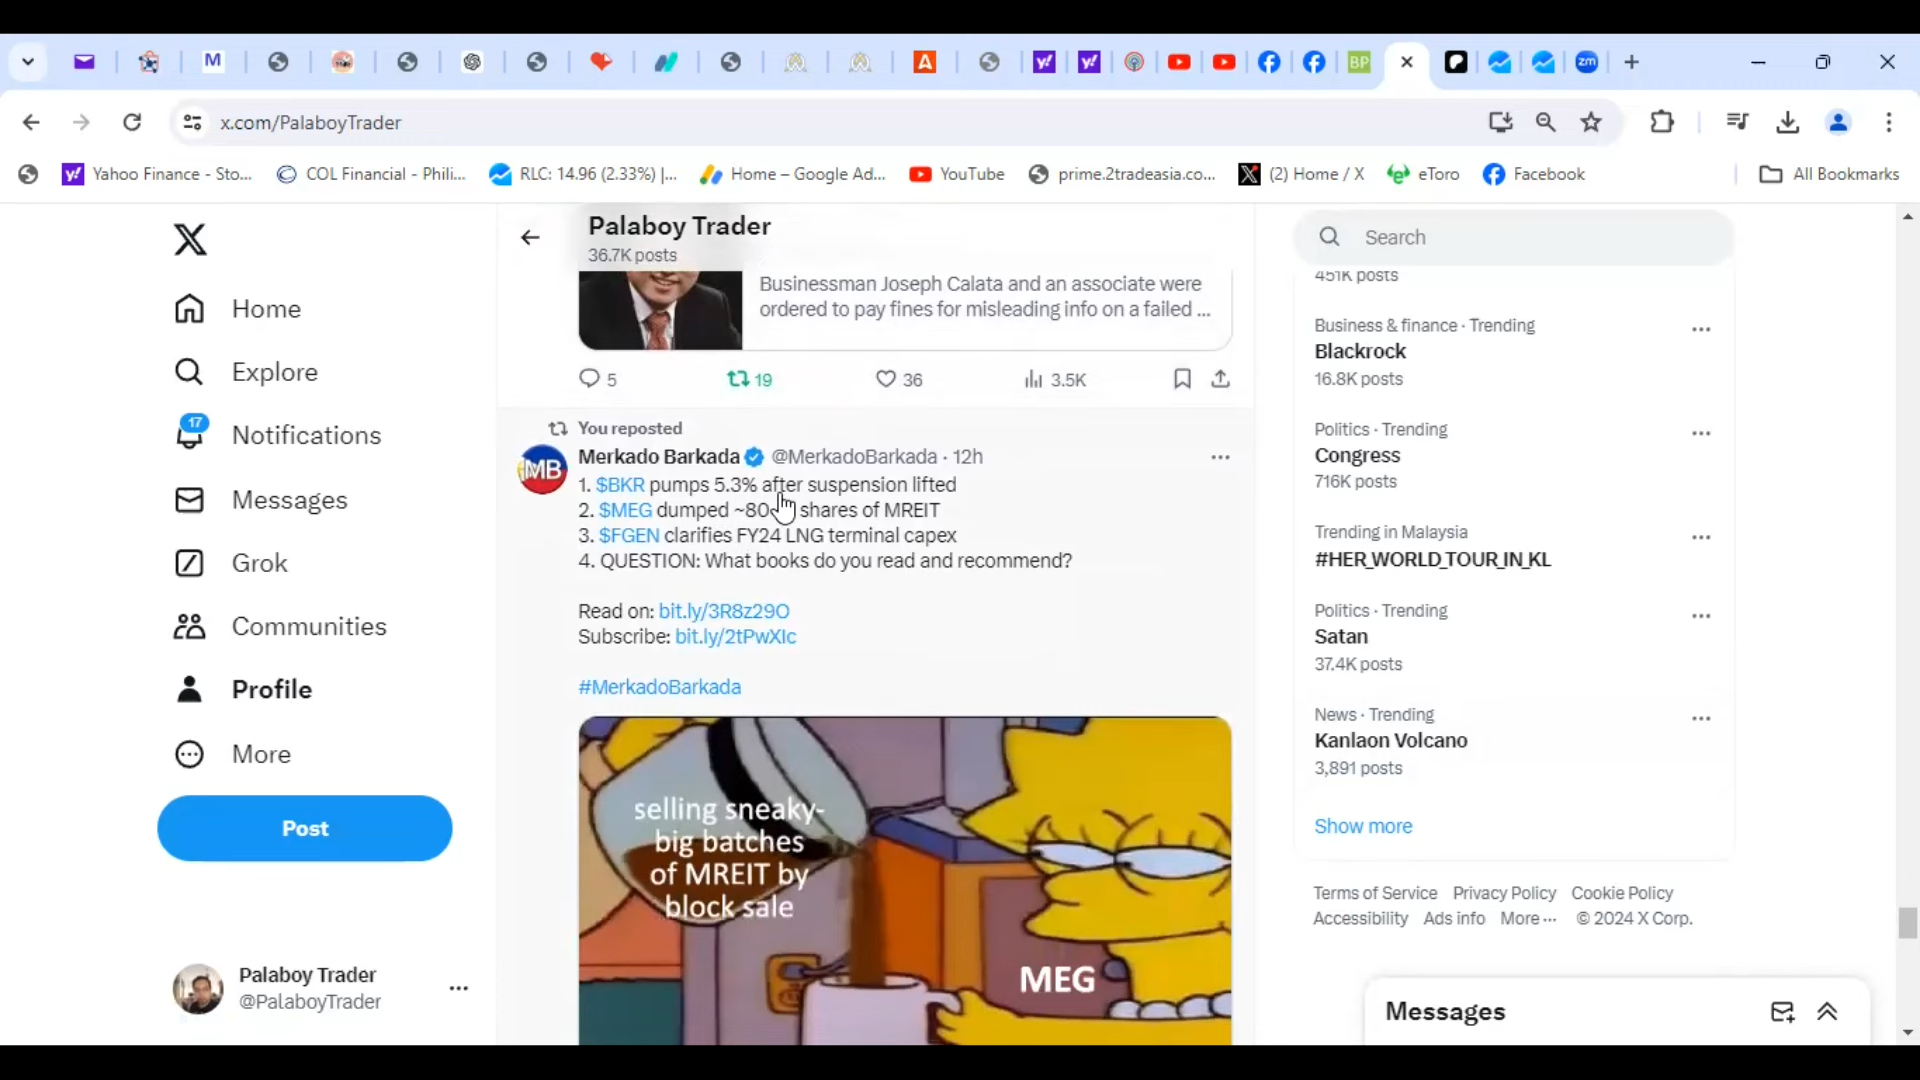 M
A
y!
y!
BP
zm
x.com/PalaboyTrader
y! Yahoo Finance - Sto...
COL Financial - Phili...
RLC: 14.96 (2.33%) |...
Home – Google Ad...
YouTube
prime.2tradeasia.co...
(2) Home / X
eToro
Facebook
All Bookmarks
X
Home
Explore
17
Notifications
Messages
Grok
Communities
Profile
More
Post
Palaboy Trader
@PalaboyTrader
Palaboy Trader
36.7K posts
Businessman Joseph Calata and an associate were
ordered to pay fines for misleading info on a failed ...
5
19
36
3.5K
You reposted
MB
Merkado Barkada @MerkadoBarkada · 12h
1. $BKR pumps 5.3% after suspension lifted
2. $MEG dumped ~80 shares of MREIT
3. $FGEN clarifies FY24 LNG terminal capex
4. QUESTION: What books do you read and recommend?
Read on: bit.ly/3R8z29O
Subscribe: bit.ly/2tPwXIc
#MerkadoBarkada
selling sneaky-
big batches
of MREIT by
block sale
MEG
Search
451K posts
Business & finance · Trending
Blackrock
16.8K posts
Politics · Trending
Congress
716K posts
Trending in Malaysia
#HER_WORLD_TOUR_IN_KL
Politics · Trending
Satan
37.4K posts
News · Trending
Kanlaon Volcano
3,891 posts
Show more
Terms of Service Privacy Policy Cookie Policy
Accessibility Ads info More ··· © 2024 X Corp.
Messages